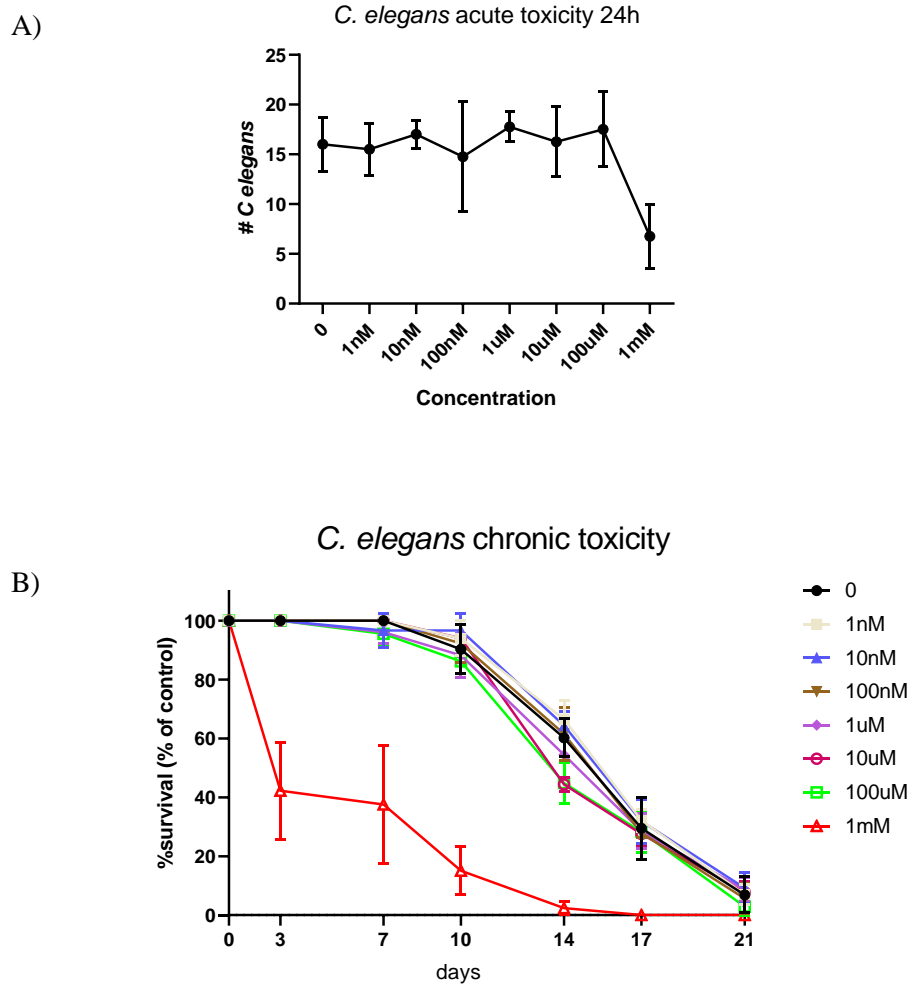 A)
C. elegans acute toxicity 24h
25
20
15
10
5
0
# C elegans
0
1nM
10nM
100nM
1uM
10uM
100uM
1mM
Concentration
B)
C. elegans chronic toxicity
100
80
60
40
20
0
%survival (% of control)
0 3 7 10 14 17 21
days
0
1nM
10nM
100nM
1uM
10uM
100uM
1mM